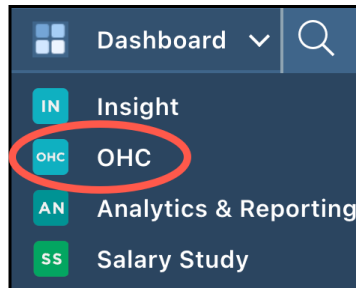 Dashboard
IN Insight
OHC OHC
AN Analytics & Reporting
SS Salary Study